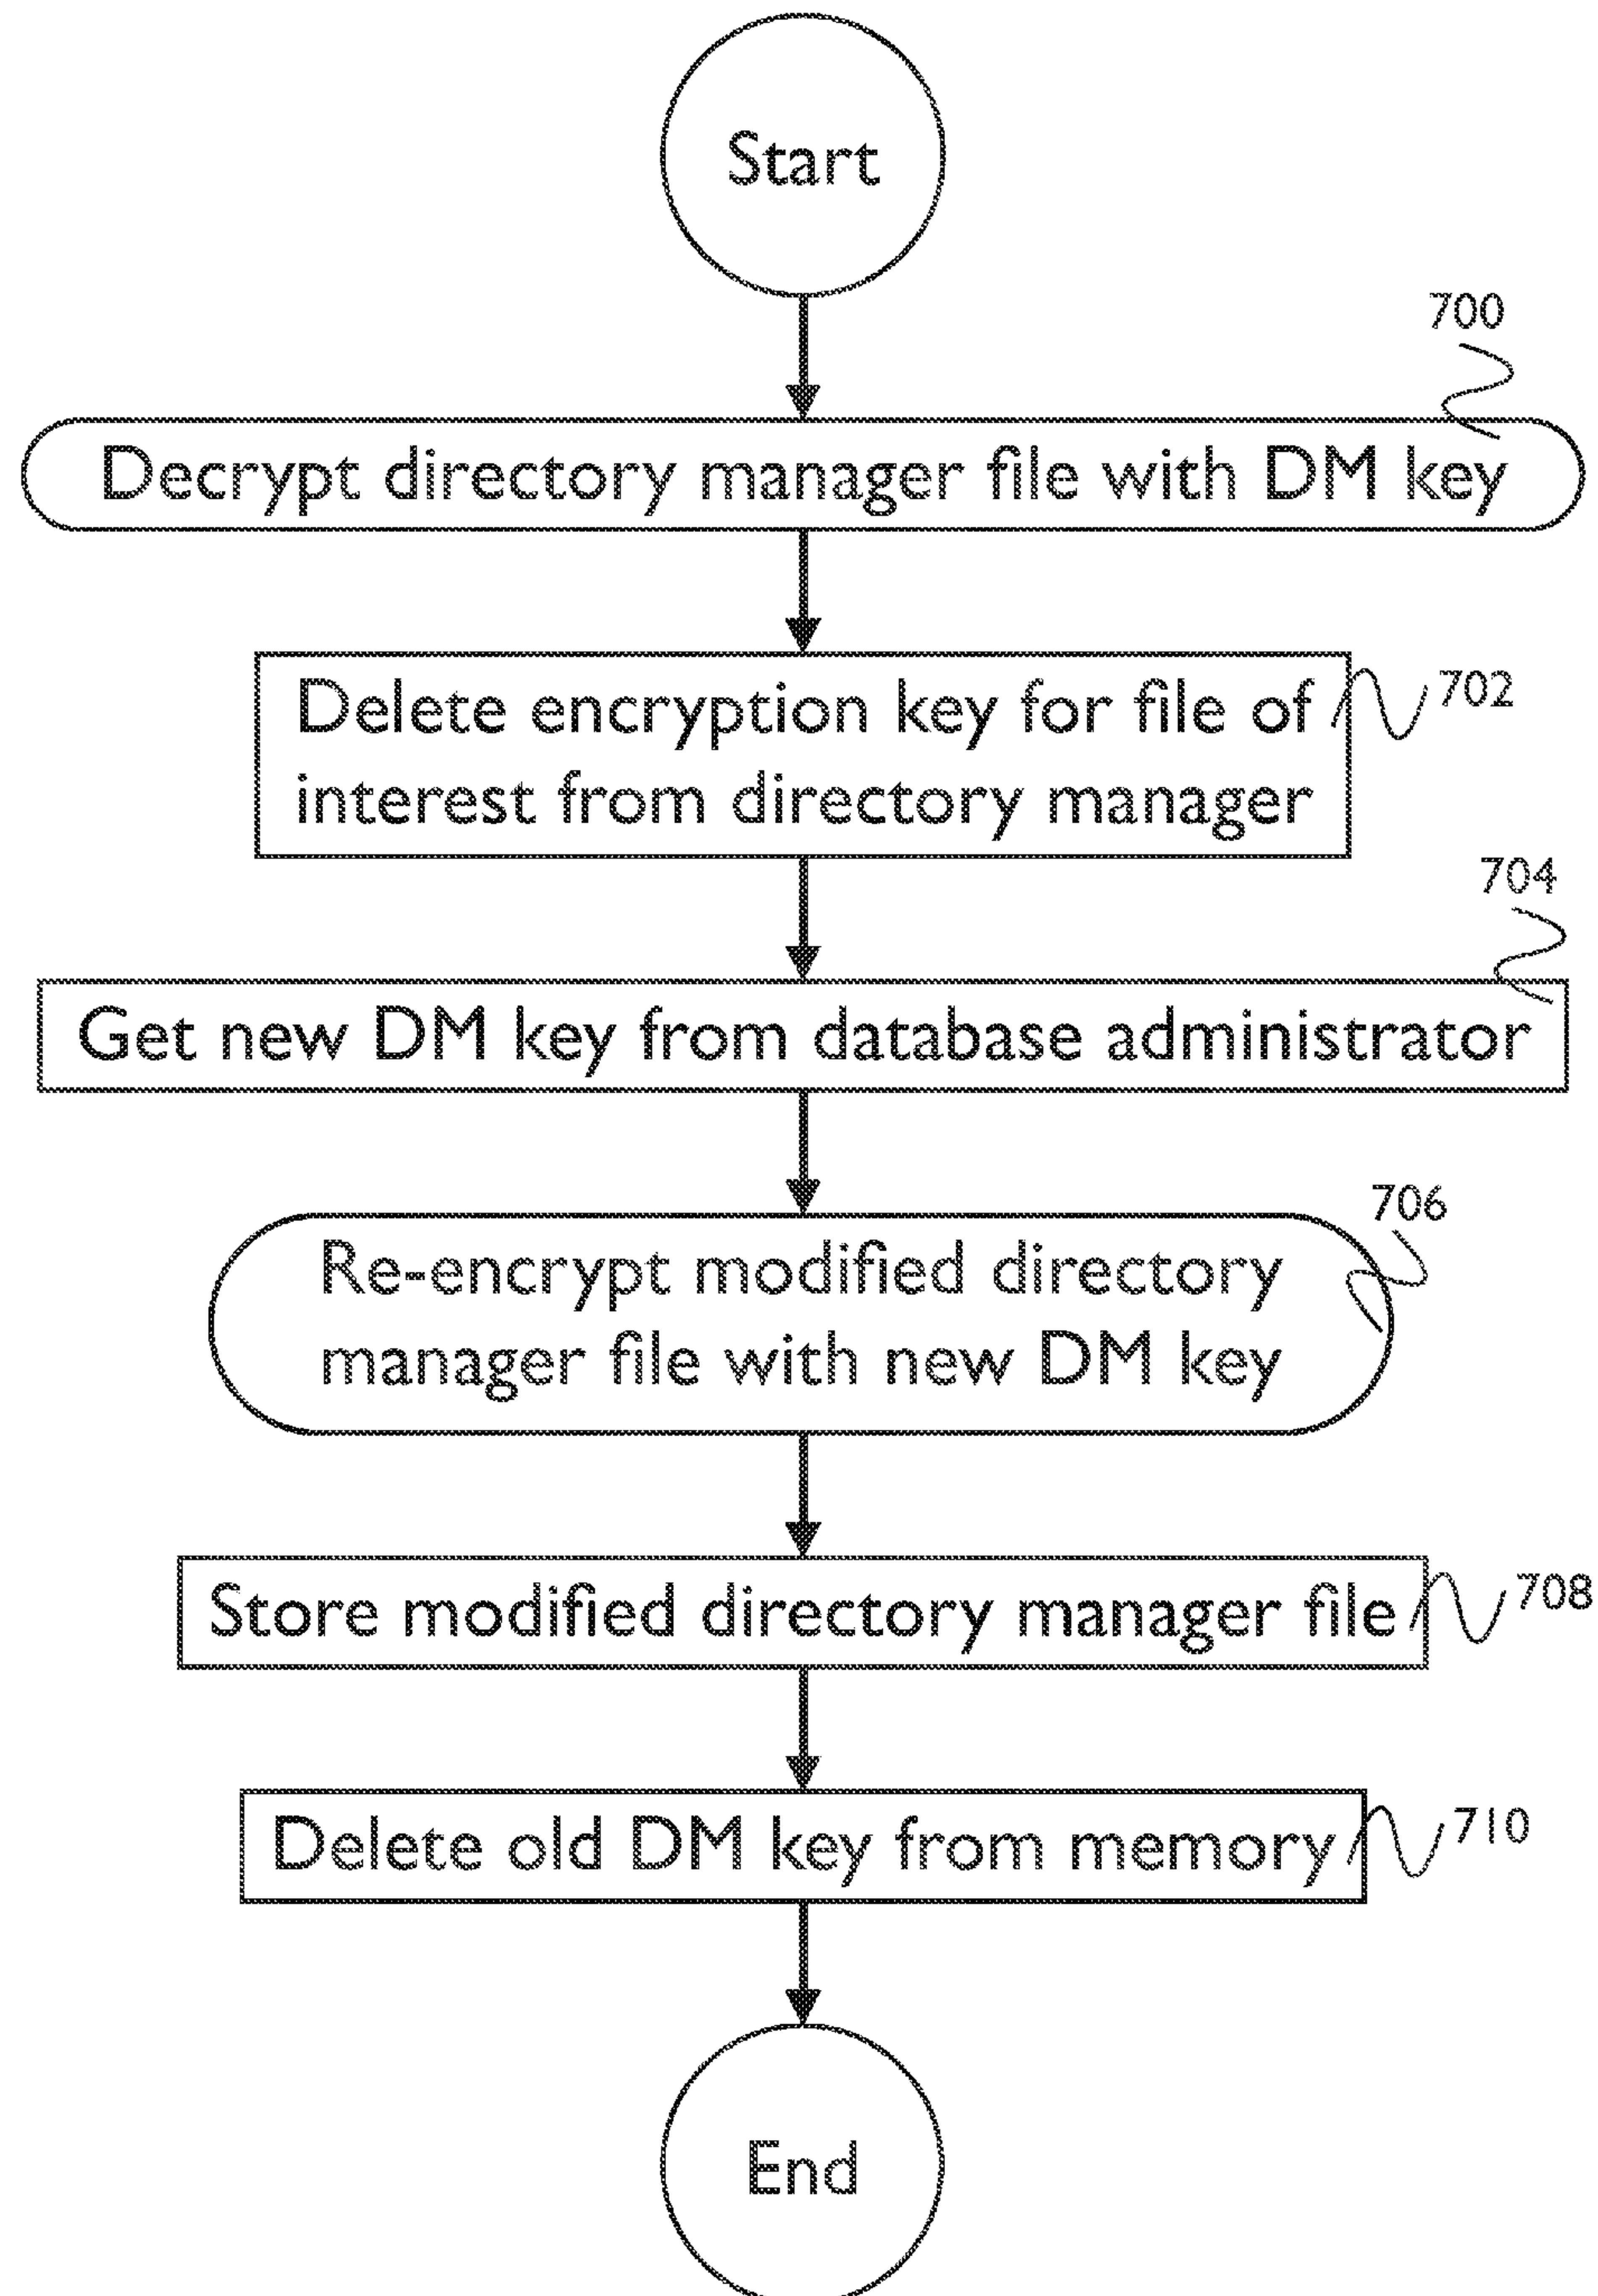 Start
700
Decrypt directory manager file with DM key
Delete encryption key for file of
interest from directory manager
702
704
Get new DM key from database administrator
706
Re-encrypt modified directory
manager file with new DM key
Store modified directory manager file
708
Delete old DM key from memory
710
End